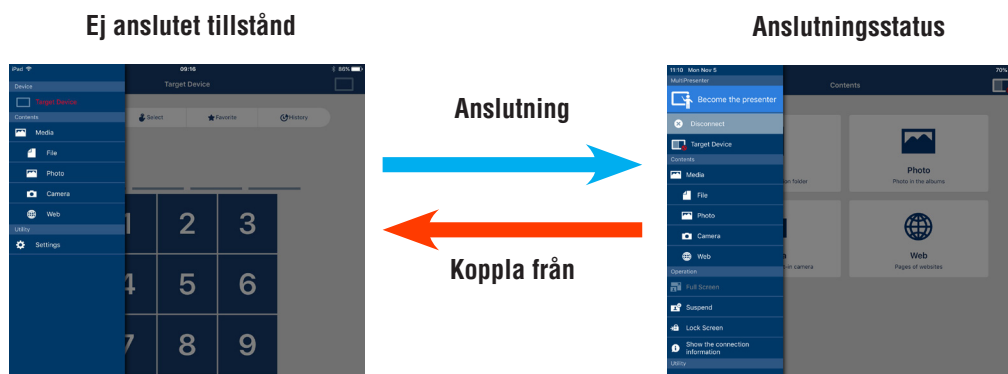 Ej anslutet tillstånd
Anslutningsstatus
iPad
09:16
86%
Device
Target Device
Target Device
Contents
Select
Favorite
History
Media
File
Photo
Camera
Web
Utility
Settings
2
3
5
6
8
9
Anslutning
Koppla från
11:10 Mon Nov 5
70%
MultiPresenter
Contents
Become the presenter
Disconnect
Target Device
Contents
Media
File
Photo
Camera
Web
Operation
Full Screen
Suspend
Lock Screen
Show the connection
information
Utility
Photo
Photo in the albums
folder
Web
Pages of websites
camera